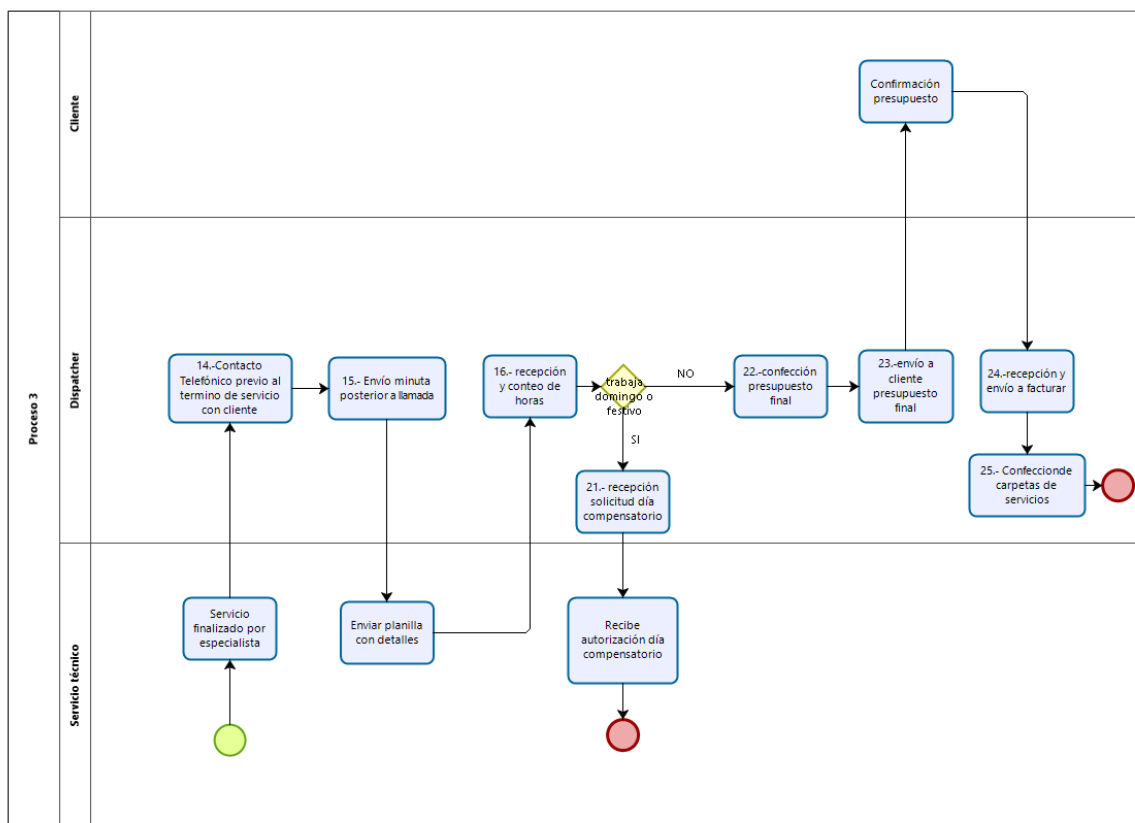 Proceso 3
Cliente
Confirmación
presupuesto
Dispatcher
14.-Contacto
Telefónico previo al
termino de servicio
con cliente
15.- Envío minuta
posterior a llamada
16.- recepción
y conteo de
horas
trabaja
domingo o
festivo
NO
SI
22.-confección
presupuesto
final
23.-envío a
cliente
presupuesto
final
24.-recepción y
envío a facturar
21.- recepción
solicitud día
compensatorio
25.- Confeccionde
carpetas de
servicios
Servicio técnico
Servicio
finalizado por
especialista
Enviar planilla
con detalles
Recibe
autorización día
compensatorio